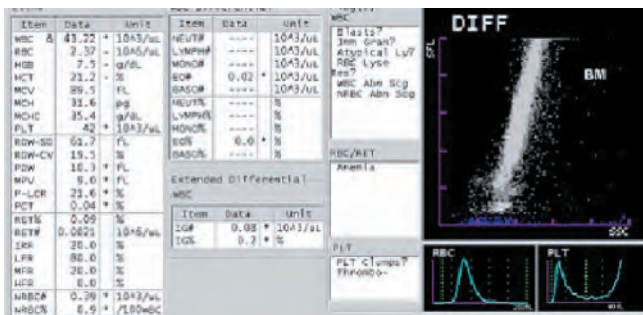 Item Data Unit
WBC & 43.22 * 10^3/uL
RBC 2.37 - 10^6/uL
HGB 7.5 - g/dL
HCT 21.2 - %
MCV 89.5 fL
MCH 31.6 pg
MCHC 35.4 g/dL
PLT 42 * 10^3/uL
RDW-SD 61.7 fL
RDW-CV 19.5 %
PDW 10.3 * fL
MPV 9.0 * fL
P-LCR 21.6 * %
PCT 0.04 * %
RET% 0.09 %
RET# 0.0021 10^6/uL
IRF 20.0 %
LFR 80.0 %
MFR 20.0 %
HFR 0.0 %
NRBC# 0.39 * 10^3/uL
NRBC% 0.9 * /100WBC
Item Data Unit
NEUT# ---- 10^3/uL
LYMPH# ---- 10^3/uL
MONO# ---- 10^3/uL
EO# 0.02 * 10^3/uL
BASO# ---- 10^3/uL
NEUT% ---- %
LYMPH% ---- %
MONO% ---- %
EO% 0.0 * %
BASO% ---- %
Extended Differential
WBC
Item Data Unit
IG# 0.08 * 10^3/uL
IG% 0.2 * %
WBC
Blasts?
Imm Gran?
Atypical Ly?
RBC Lyse
Res?
WBC Abn Scg
NRBC Abn Scg
RBC/RET
Anemia
PLT
PLT Clumps?
Thrombo-
DIFF
SFL
BM
SSC
RBC
PLT